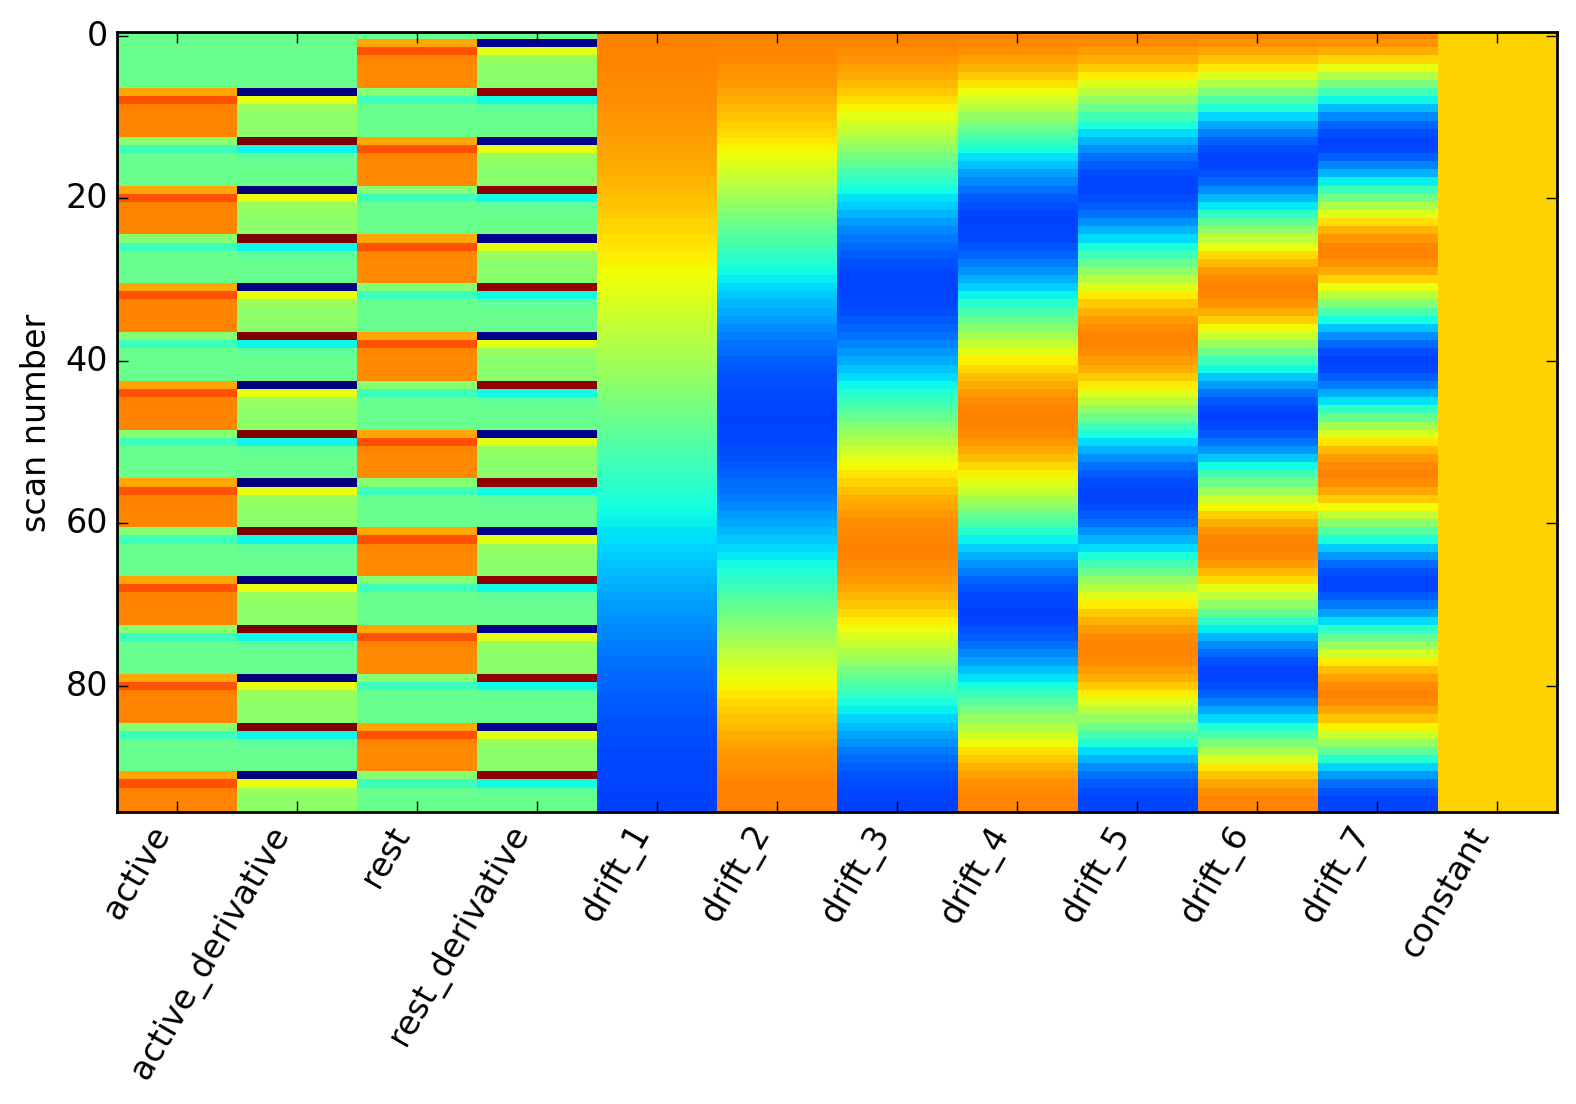 0
20
40
60
80
scan number
active
active_derivative
rest
rest_derivative
drift_1
drift_2
drift_3
drift_4
drift_5
drift_6
drift_7
constant